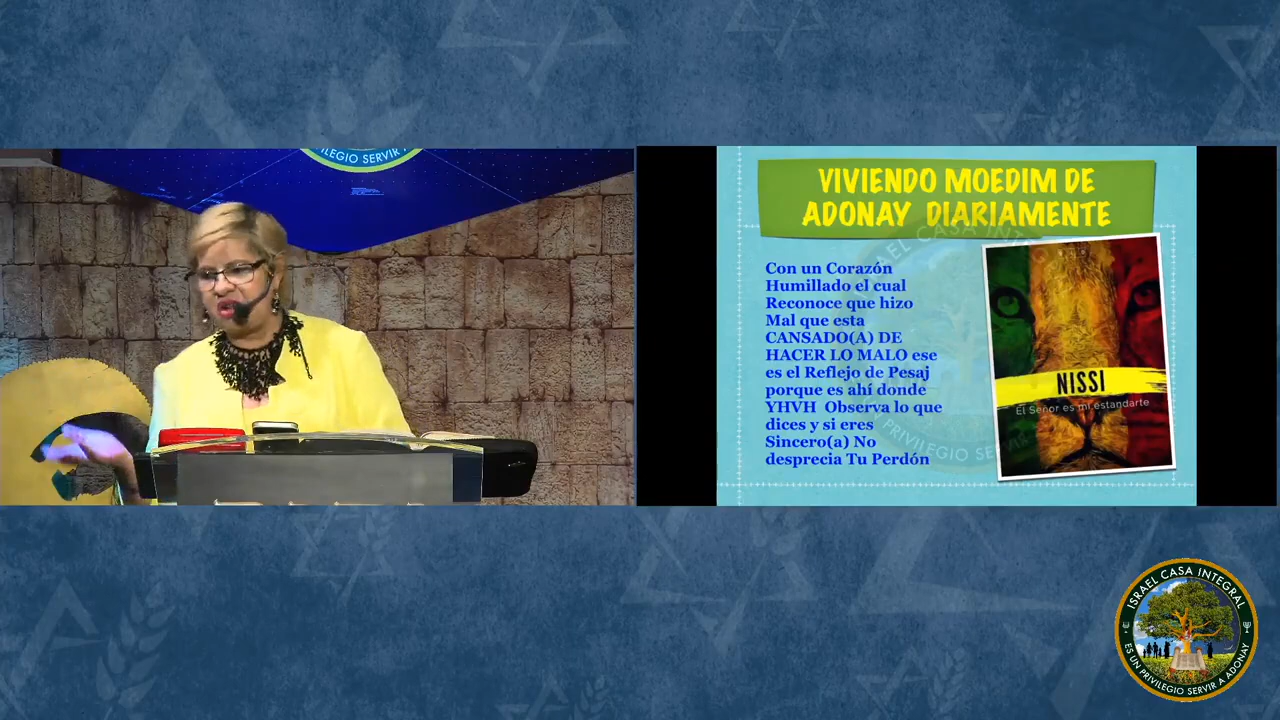 LEGIO SERVIR A
VIVIENDO MOEDIM DE
ADONAY DIARIAMENTE
Con un Corazón
Humillado el cual
Reconoce que hizo
Mal que esta
CANSADO(A) DE
HACER LO MALO ese
es el Reflejo de Pesaj
porque es ahí donde
YHVH Observa lo que
dices y si eres
Sincero(a) No
desprecia Tu Perdón
NISSI
El Señor es mi estandarte
ISRAEL CASA INTEGRAL
ES UN PRIVILEGIO SERVIR A ADONAY